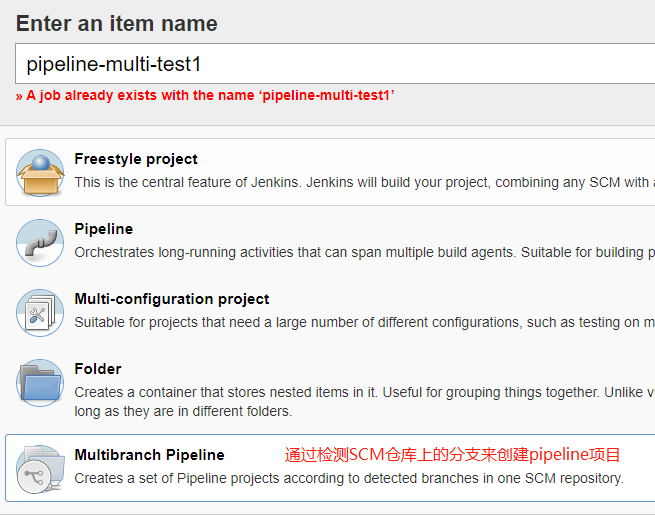 Enter an item name
pipeline-multi-test1
» A job already exists with the name ‘pipeline-multi-test1’
Freestyle project
This is the central feature of Jenkins. Jenkins will build your project, combining any SCM with
Pipeline
Orchestrates long-running activities that can span multiple build agents. Suitable for building
Multi-configuration project
Suitable for projects that need a large number of different configurations, such as testing on
Folder
Creates a container that stores nested items in it. Useful for grouping things together. Unlike
long as they are in different folders.
Multibranch Pipeline 通过检测SCM仓库上的分支来创建pipeline项目
Creates a set of Pipeline projects according to detected branches in one SCM repository.